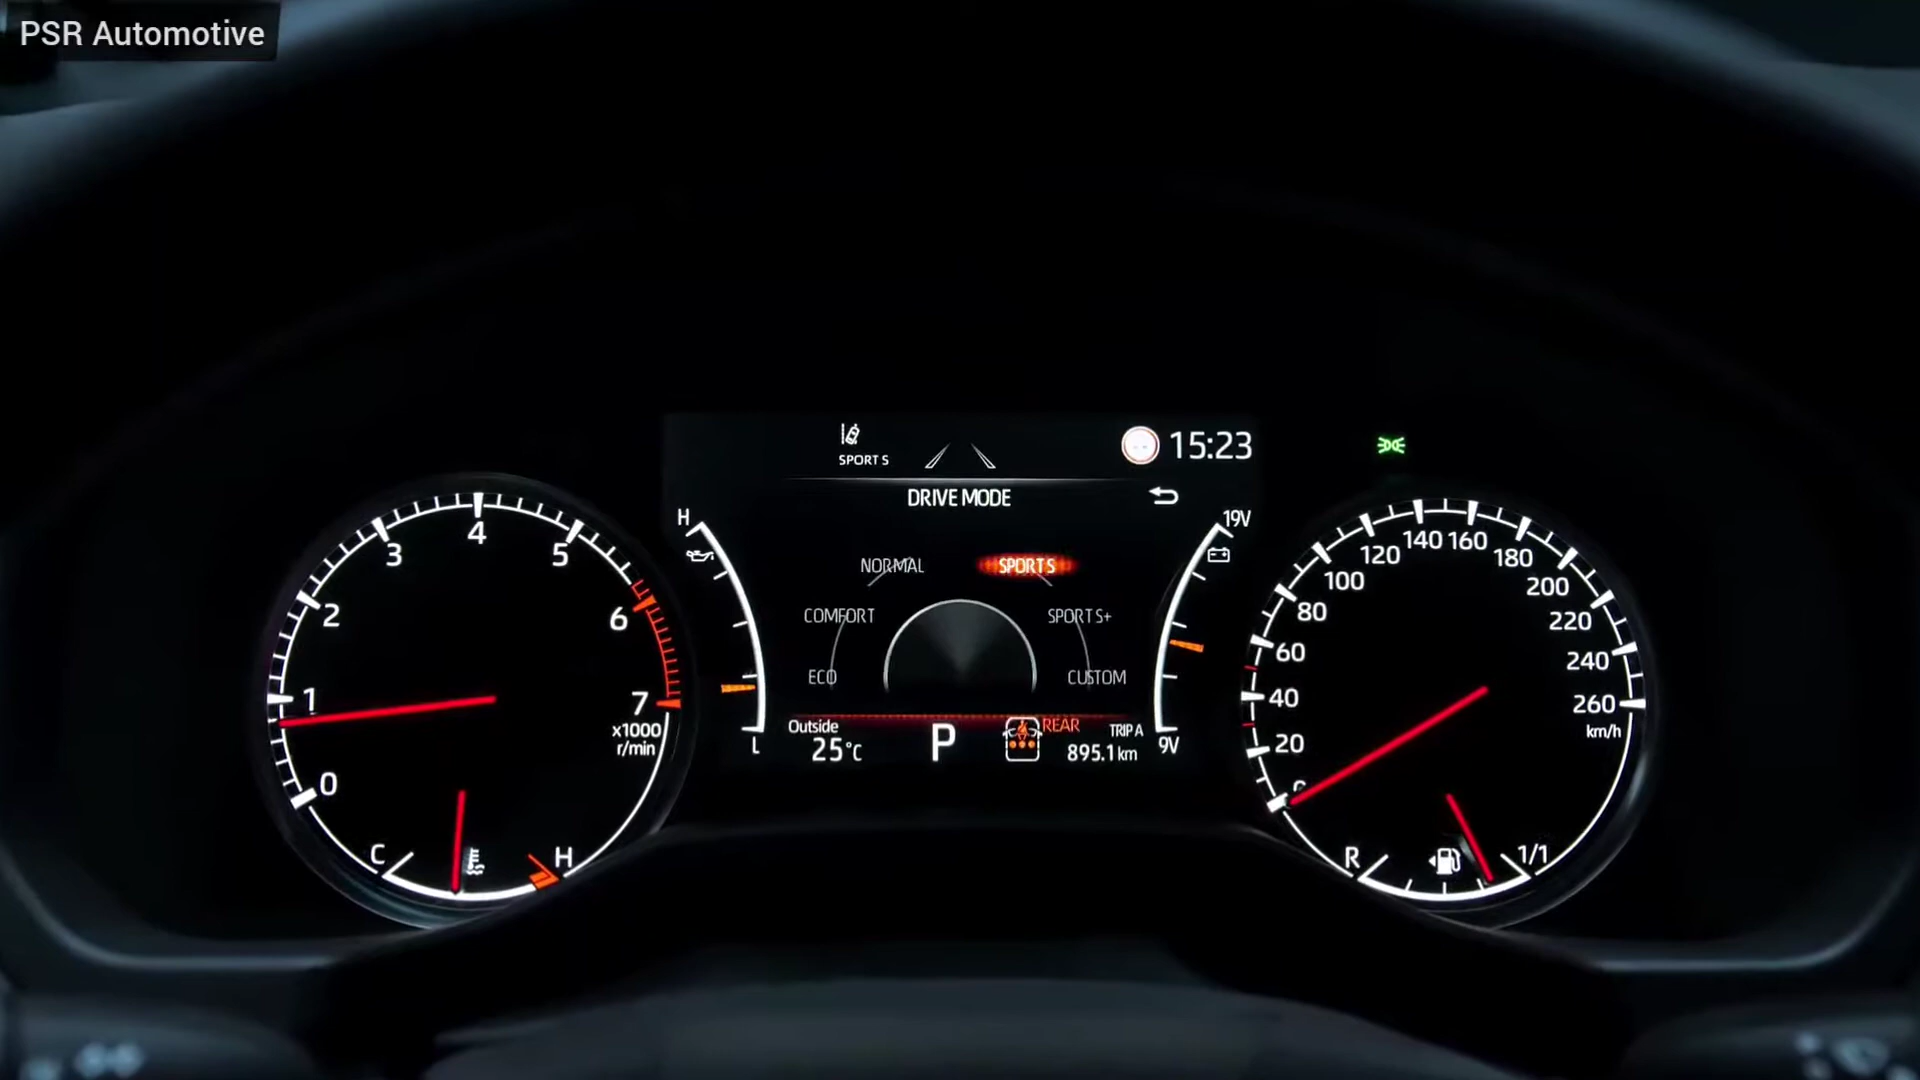 PSR Automotive
SPORT S
15:23
DRIVE MODE
H
19V
NORMAL
SPORT S
COMFORT
SPORT S+
ECO
CUSTOM
Outside
25°C
P
REAR
TRIP A
895.1 km
L
9V
0
1
2
3
4
5
6
7
x1000
r/min
C
H
0
20
40
60
80
100
120
140
160
180
200
220
240
260
km/h
R
1/1